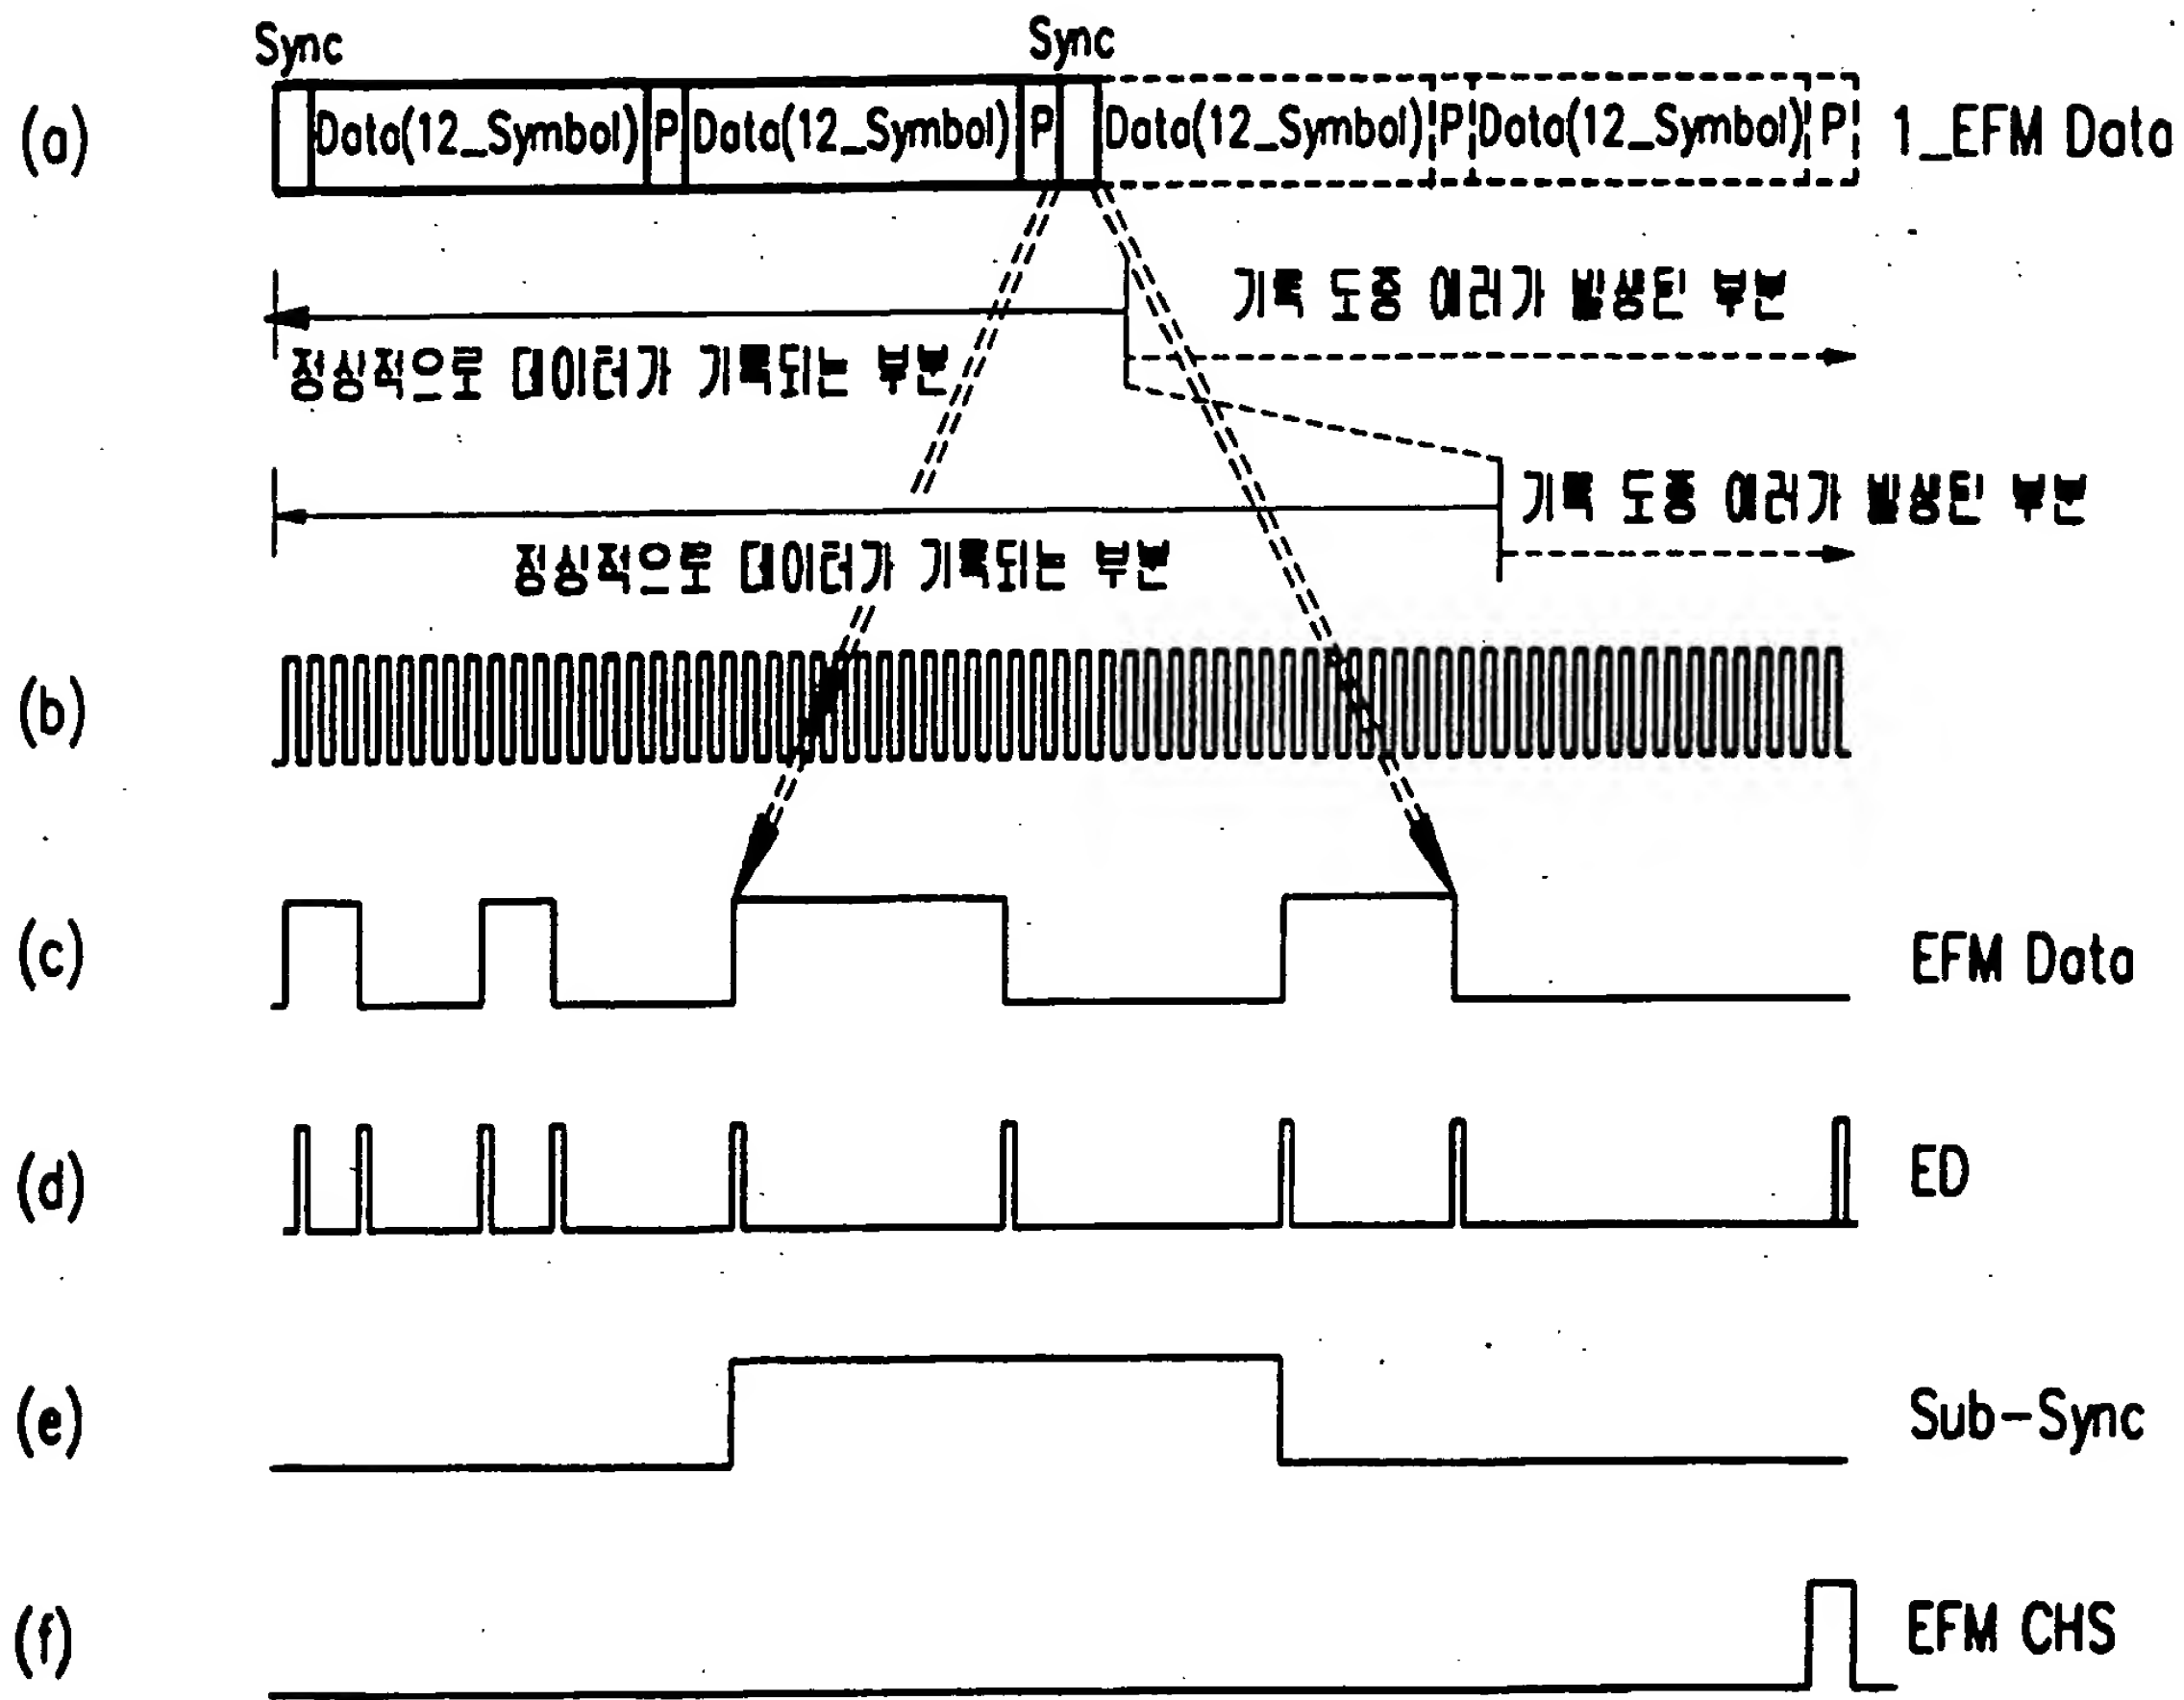 Sync Sync
(a) Data(12_Symbol) P Data(12_Symbol) P Data(12_Symbol) P Data(12_Symbol) P 1_EFM Data
기록 도중 에러가 발생된 부분
정상적으로 데이터가 기록되는 부분
기록 도중 에러가 발생된 부분
정상적으로 데이터가 기록되는 부분
(b)
(c) EFM Data
(d) ED
(e) Sub-Sync
(f) EFM CHS